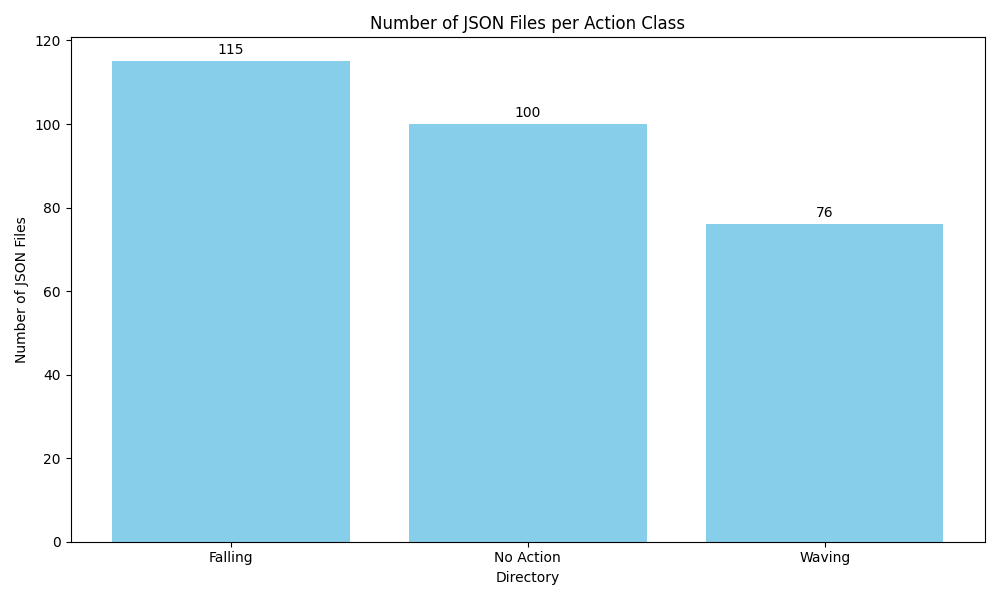 Number of JSON Files per Action Class
120
100
80
60
40
20
0
Number of JSON Files
115
100
76
Falling
No Action
Waving
Directory